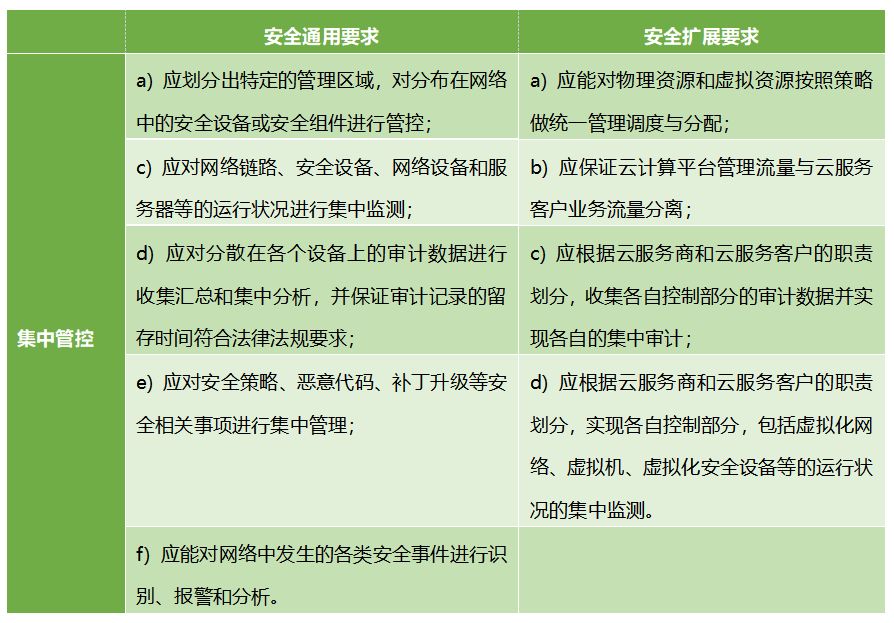 安全通用要求
安全扩展要求
集中管控
a) 应划分出特定的管理区域，对分布在网络
中的安全设备或安全组件进行管控；
a) 应能对物理资源和虚拟资源按照策略
做统一管理调度与分配；
c) 应对网络链路、安全设备、网络设备和服
务器等的运行状况进行集中监测；
b) 应保证云计算平台管理流量与云服务
客户业务流量分离；
d) 应对分散在各个设备上的审计数据进行
收集汇总和集中分析，并保证审计记录的留
存时间符合法律法规要求；
c) 应根据云服务商和云服务客户的职责
划分，收集各自控制部分的审计数据并实
现各自的集中审计；
e) 应对安全策略、恶意代码、补丁升级等安
全相关事项进行集中管理；
d) 应根据云服务商和云服务客户的职责
划分，实现各自控制部分，包括虚拟化网
络、虚拟机、虚拟化安全设备等的运行状
况的集中监测。
f) 应能对网络中发生的各类安全事件进行识
别、报警和分析。